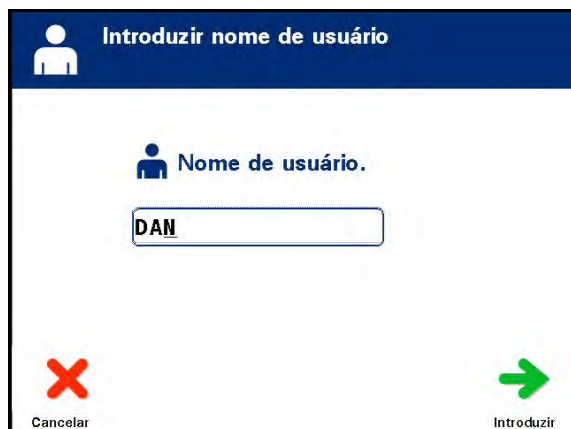 Introduzir nome de usuário
Nome de usuário.
DAN
Cancelar
Introduzir